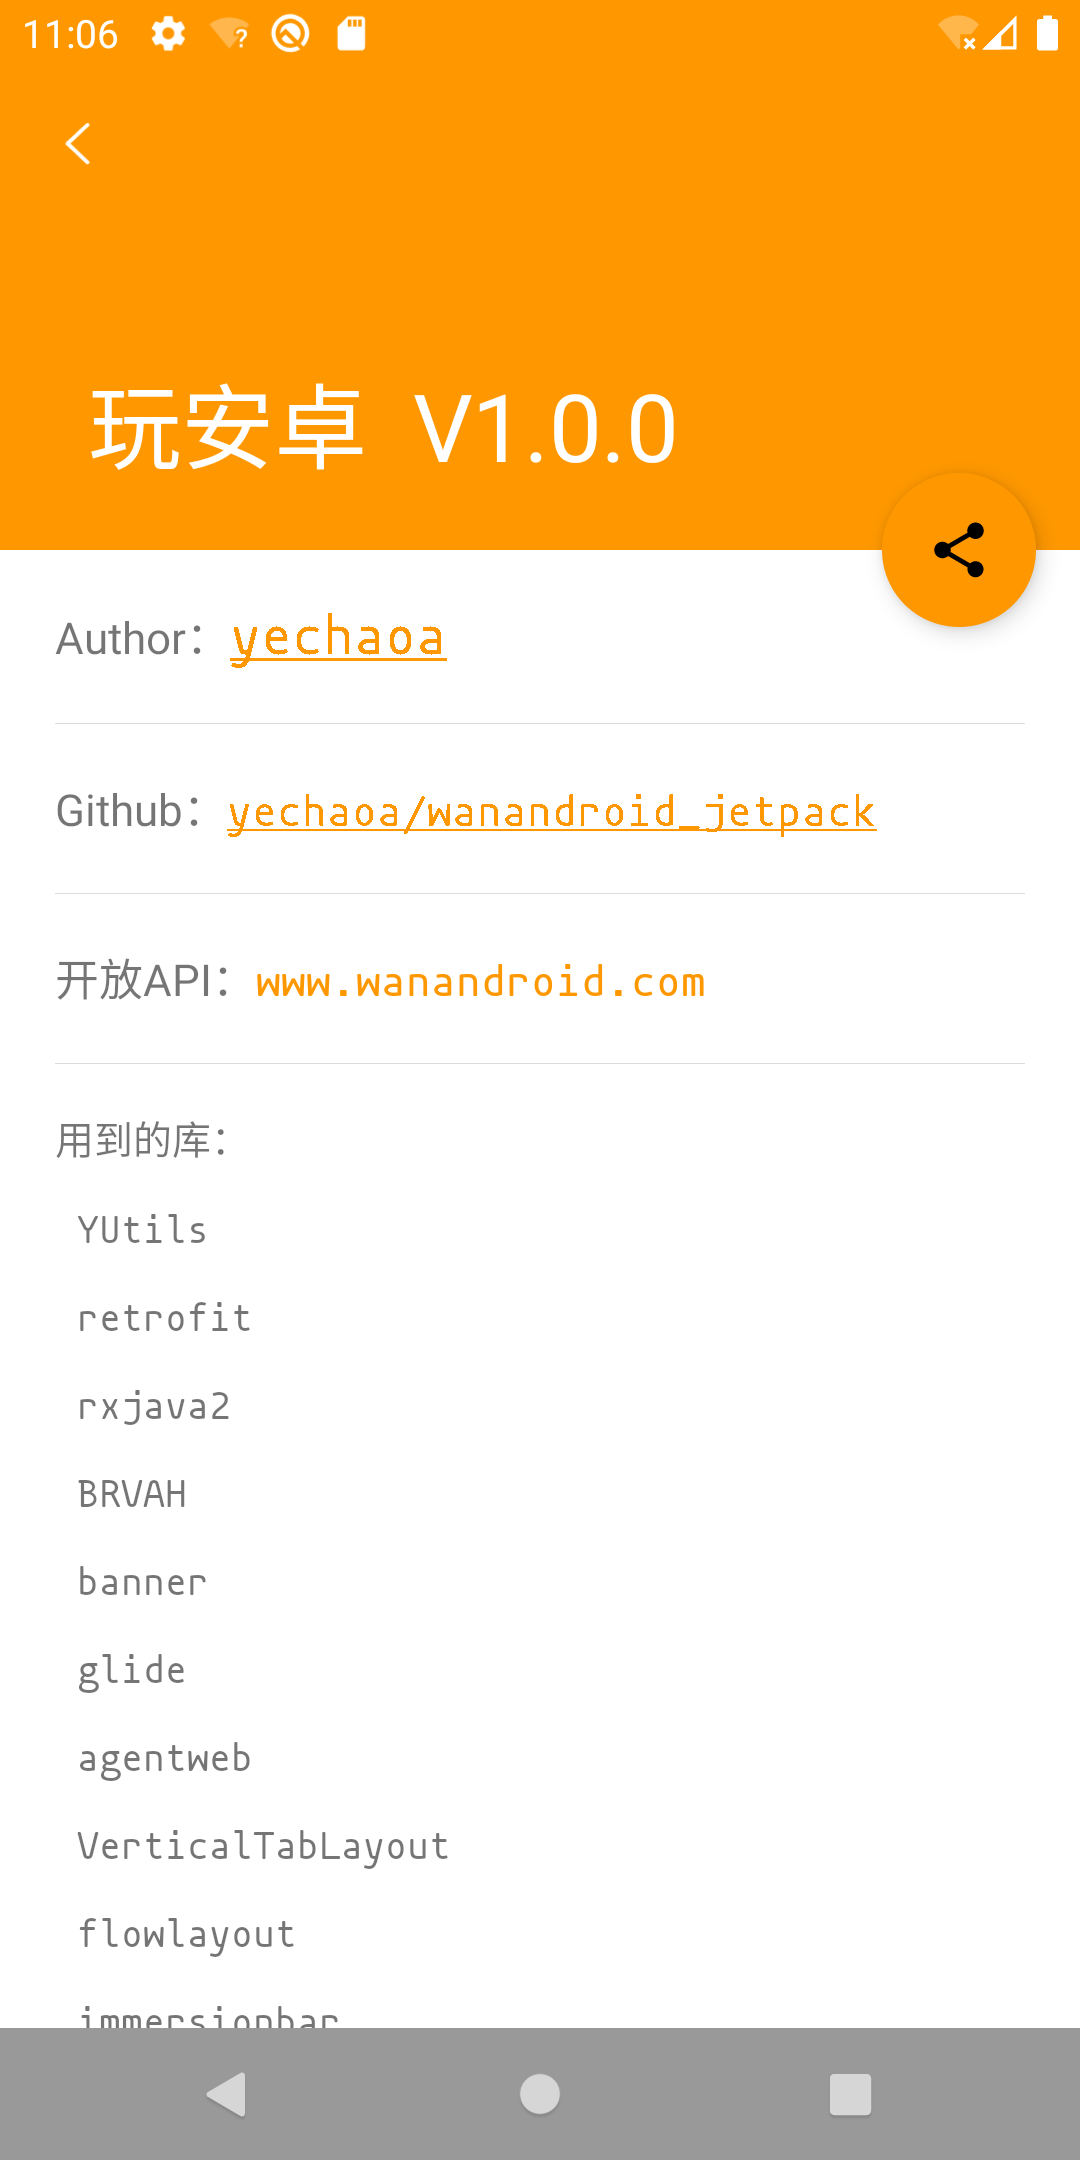 11:06
玩安卓 V1.0.0
Author：yechaoa
Github：yechaoa/wanandroid_jetpack
开放API：www.wanandroid.com
用到的库：
YUtils
retrofit
rxjava2
BRVAH
banner
glide
agentweb
VerticalTabLayout
flowlayout
immersionbar